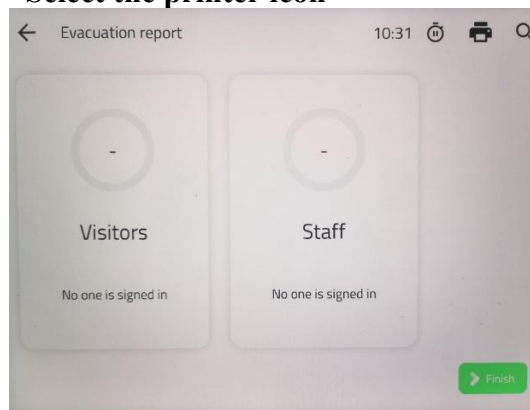 Select the printer icon
Evacuation report 10:31
-
-
Visitors
Staff
No one is signed in
No one is signed in
Finish